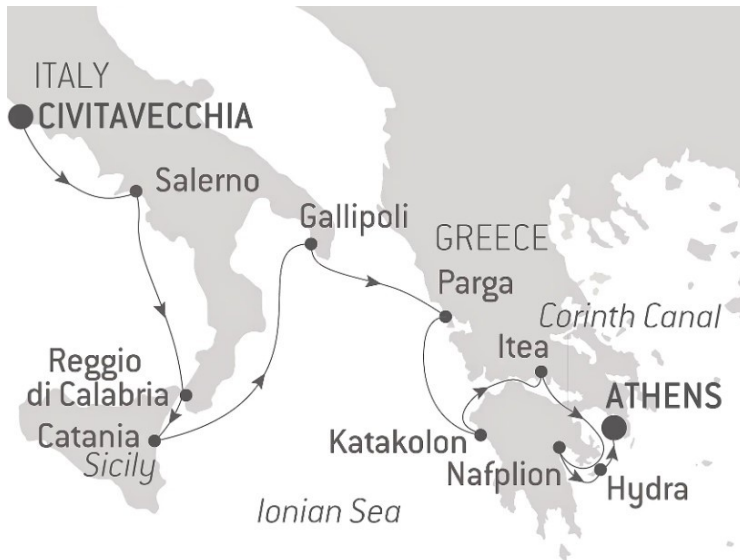 ITALY
CIVITAVECCHIA
Salerno
Gallipoli
GREECE
Parga
Corinth Canal
Itea
Reggio
di Calabria
ATHENS
Catania
Sicily
Katakolon
Nafplion
Hydra
Ionian Sea